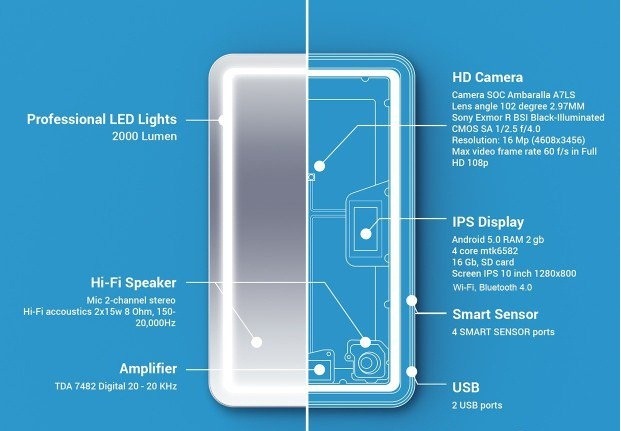 Professional LED Lights
2000 Lumen
Hi-Fi Speaker
Mic 2-channel stereo
Hi-Fi accoustics 2x15w 8 Ohm, 150-
20,000Hz
Amplifier
TDA 7482 Digital 20 - 20 KHz
HD Camera
Camera SOC Ambaralla A7LS
Lens angle 102 degree 2.97MM
Sony Exmor R BSI Black-Illuminated
CMOS SA 1/2.5 f/4.0
Resolution: 16 Mp (4608x3456)
Max video frame rate 60 f/s in Full
HD 108p
IPS Display
Android 5.0 RAM 2 gb
4 core mtk6582
16 Gb, SD card
Screen IPS 10 inch 1280x800
Wi-Fi, Bluetooth 4.0
Smart Sensor
4 SMART SENSOR ports
USB
2 USB ports